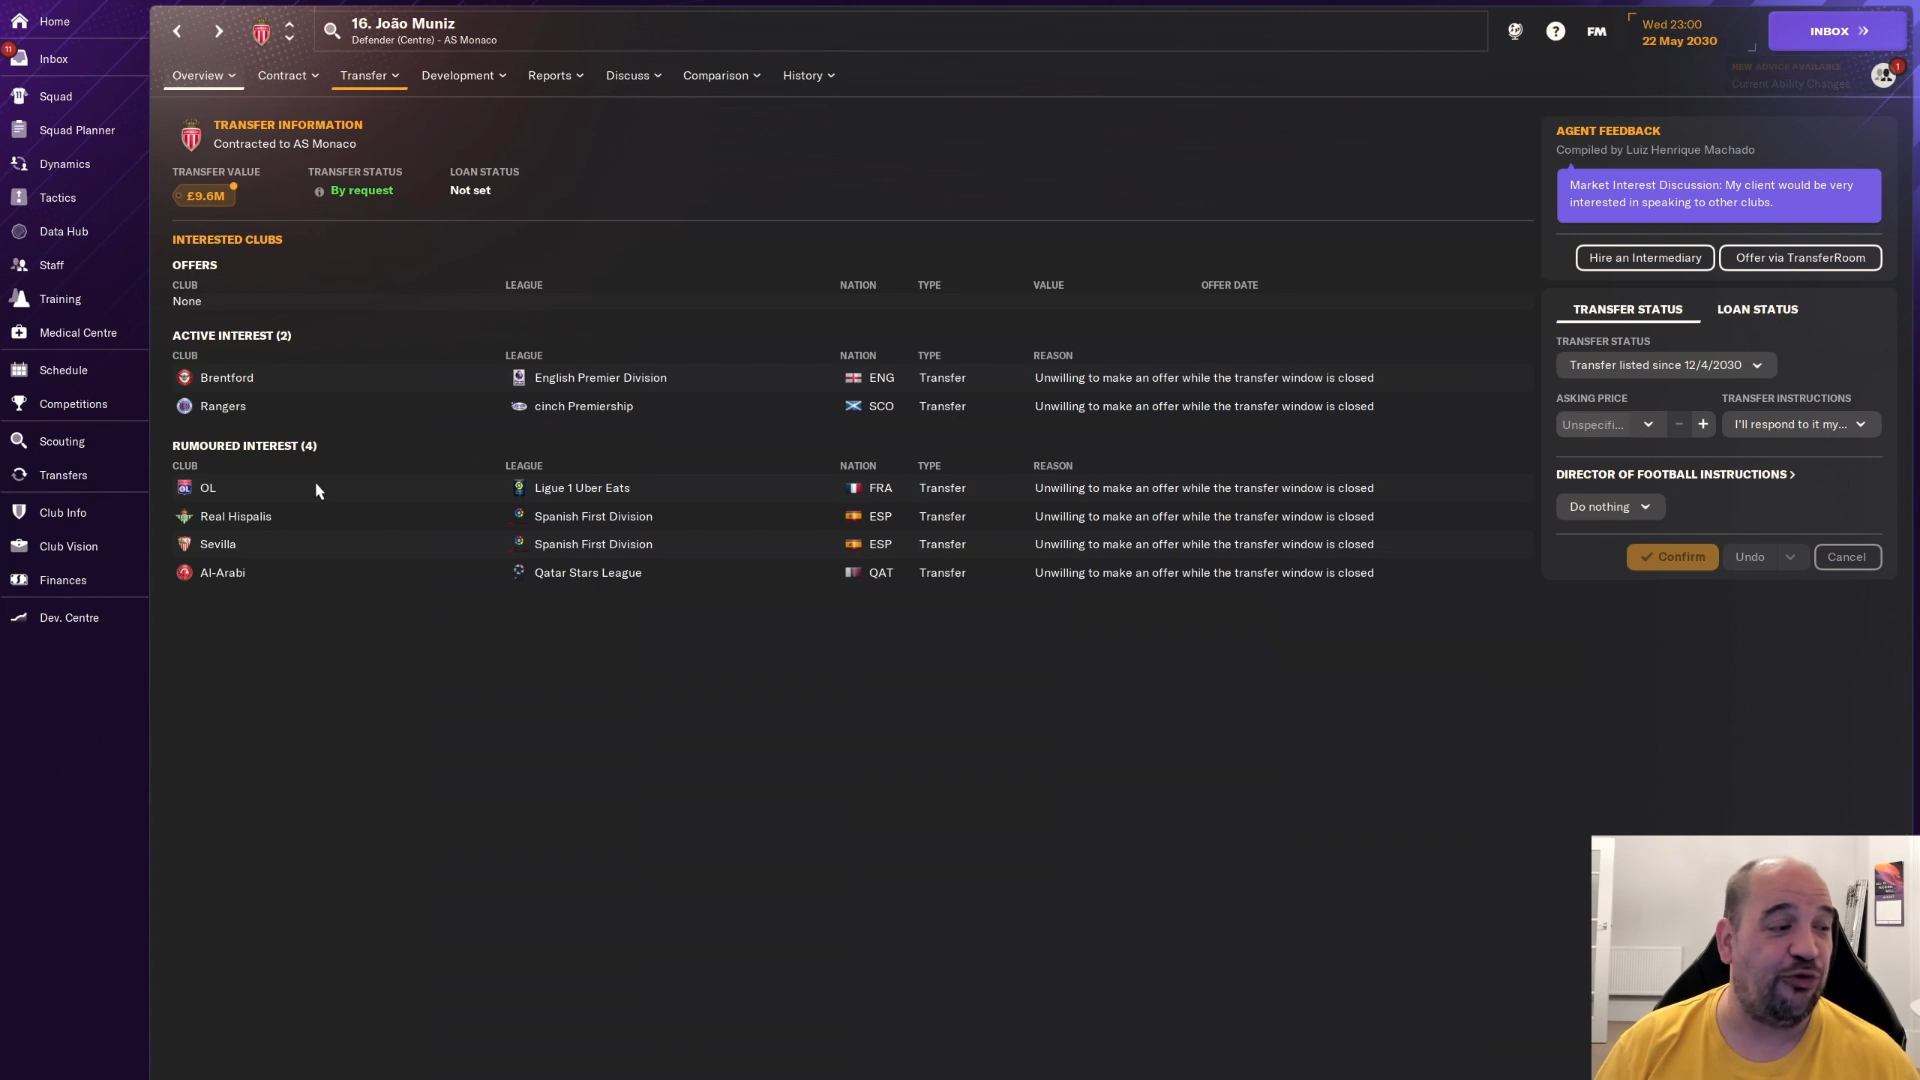 Home
11
Inbox
Squad
Squad Planner
Dynamics
Tactics
Data Hub
Staff
Training
Medical Centre
Schedule
Competitions
Scouting
Transfers
Club Info
Club Vision
Finances
Dev. Centre
16. João Muniz
Defender (Centre) - AS Monaco
?
FM
Wed 23:00
22 May 2030
INBOX
NEW ADVICE AVAILABLE
Current Ability Changes
1
Overview Contract Transfer Development Reports Discuss Comparison History
TRANSFER INFORMATION
Contracted to AS Monaco
TRANSFER VALUE TRANSFER STATUS LOAN STATUS
£9.6M By request Not set
INTERESTED CLUBS
OFFERS
CLUB LEAGUE NATION TYPE VALUE OFFER DATE
None
ACTIVE INTEREST (2)
CLUB LEAGUE NATION TYPE REASON
Brentford English Premier Division ENG Transfer Unwilling to make an offer while the transfer window is closed
Rangers cinch Premiership SCO Transfer Unwilling to make an offer while the transfer window is closed
RUMOURED INTEREST (4)
CLUB LEAGUE NATION TYPE REASON
OL Ligue 1 Uber Eats FRA Transfer Unwilling to make an offer while the transfer window is closed
Real Hispalis Spanish First Division ESP Transfer Unwilling to make an offer while the transfer window is closed
Sevilla Spanish First Division ESP Transfer Unwilling to make an offer while the transfer window is closed
Al-Arabi Qatar Stars League QAT Transfer Unwilling to make an offer while the transfer window is closed
AGENT FEEDBACK
Compiled by Luiz Henrique Machado
Market Interest Discussion: My client would be very
interested in speaking to other clubs.
Hire an Intermediary Offer via TransferRoom
TRANSFER STATUS LOAN STATUS
TRANSFER STATUS
Transfer listed since 12/4/2030
ASKING PRICE TRANSFER INSTRUCTIONS
Unspecifi... - + I'll respond to it my...
DIRECTOR OF FOOTBALL INSTRUCTIONS >
Do nothing
Confirm Undo Cancel